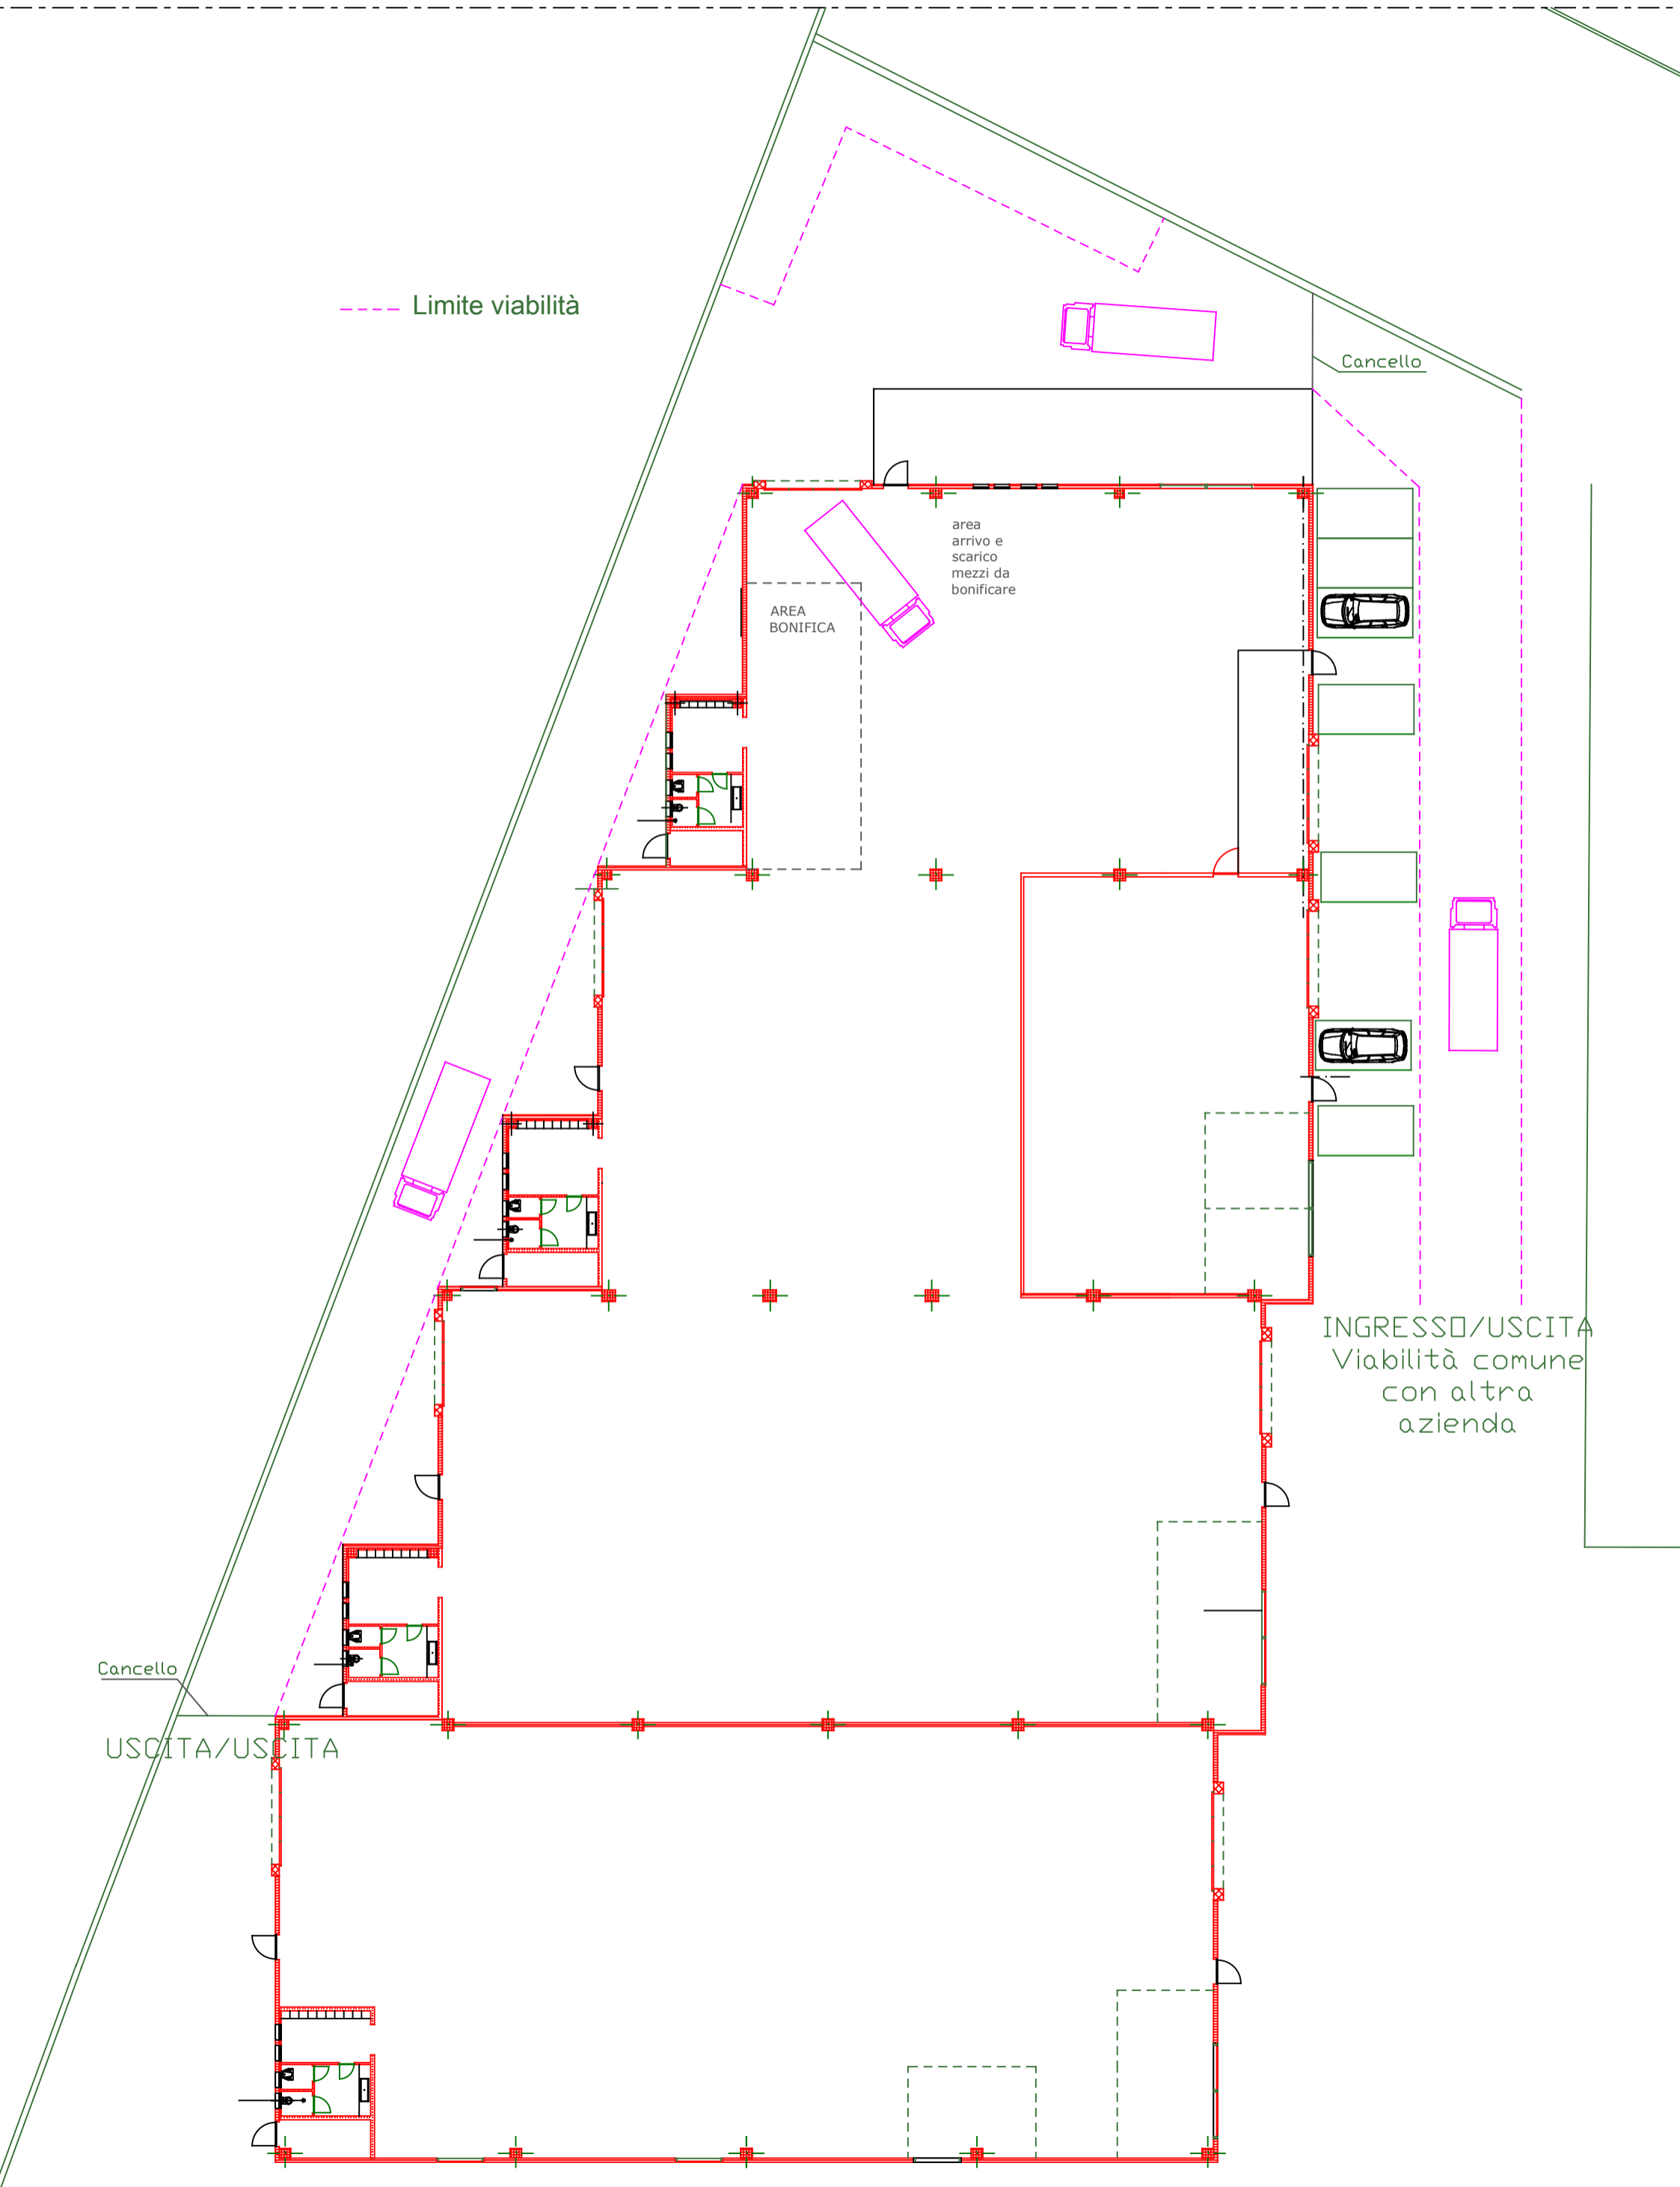 Limite viabilità
Cancello
area
arrivo e
scarico
mezzi da
bonificare
AREA
BONIFICA
INGRESSO/USCITA
Viabilità comune
con altra
azienda
Cancello
USCITA/USCITA